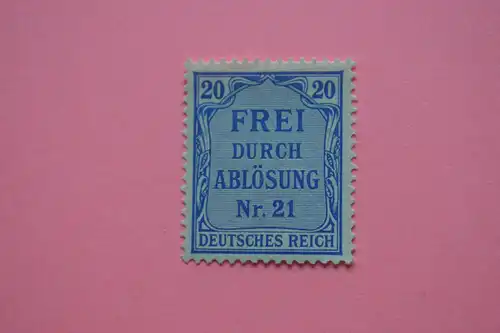 20 20
FREI
DURCH
ABLÖSUNG
Nr. 21
DEUTSCHES REICH